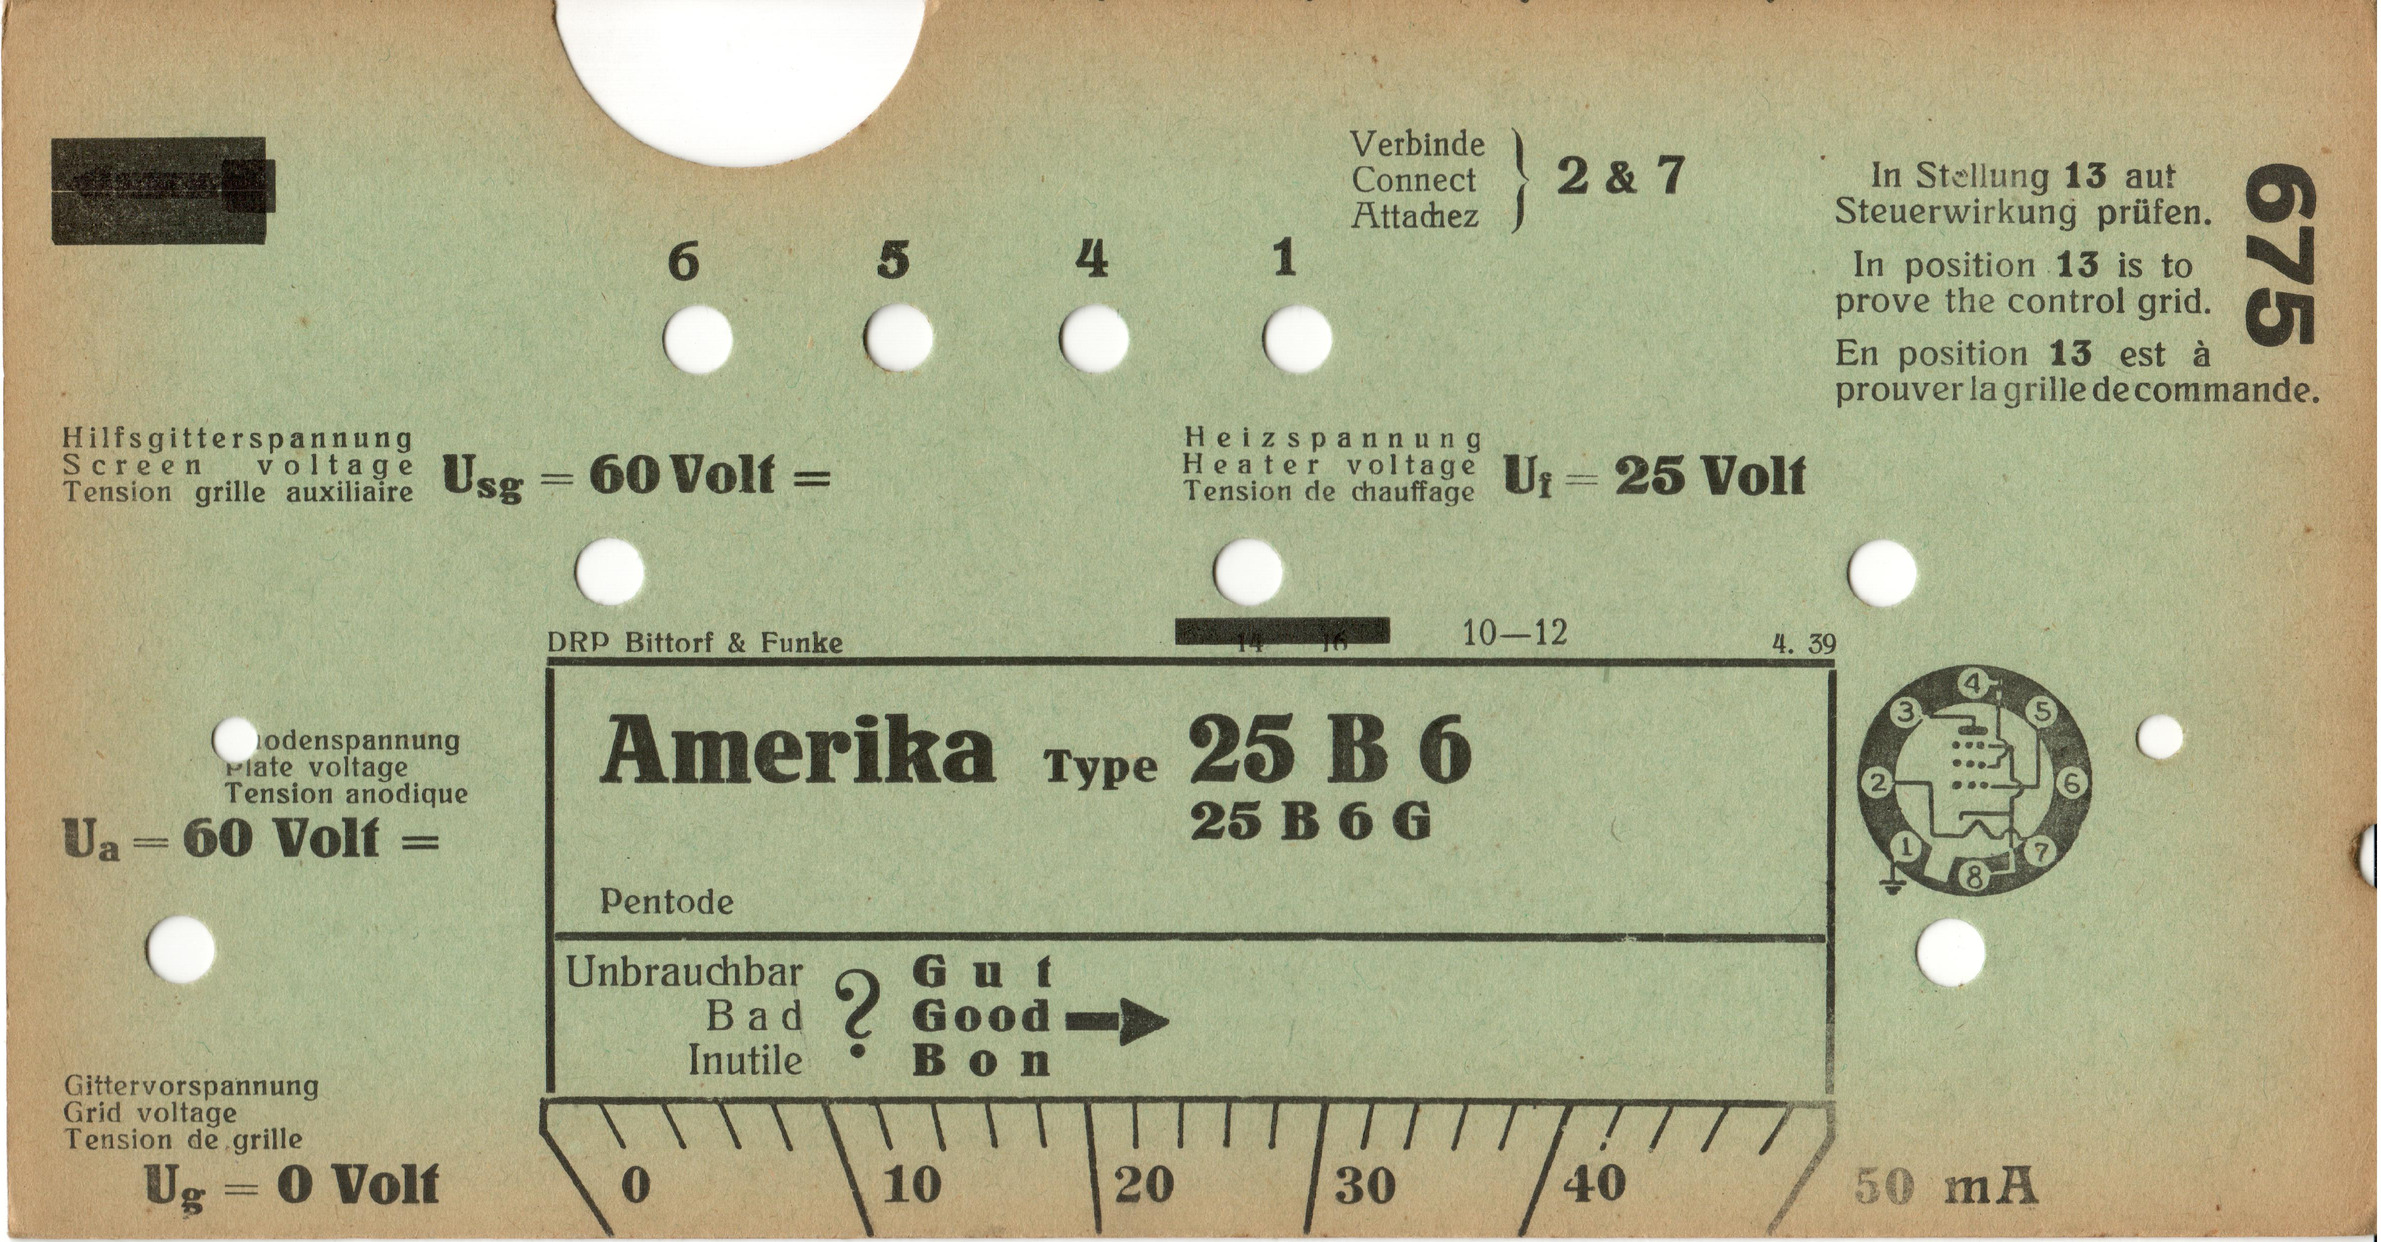 Verbinde
Connect
Attachez
2 & 7
In Stellung 13 auf
Steuerwirkung prüfen.
In position 13 is to
prove the control grid.
En position 13 est à
prouver la grille de commande.
675
6 5 4 1
Hilfsgitterspannung
Screen voltage
Tension grille auxiliaire
Usg = 60 Volt =
Heizspannung
Heater voltage
Tension de chauffage
Uf = 25 Volt
DRP Bittorf & Funke
14 16
10—12
4. 39
odenspannung
Plate voltage
Tension anodique
Ua = 60 Volt =
Amerika Type 25 B 6
25 B 6 G
Pentode
4
3 5
2 6
1 7
8
Unbrauchbar
Bad
Inutile
?
Gut
Good
Bon
Gittervorspannung
Grid voltage
Tension de grille
Ug = 0 Volt
0 10 20 30 40 50 mA